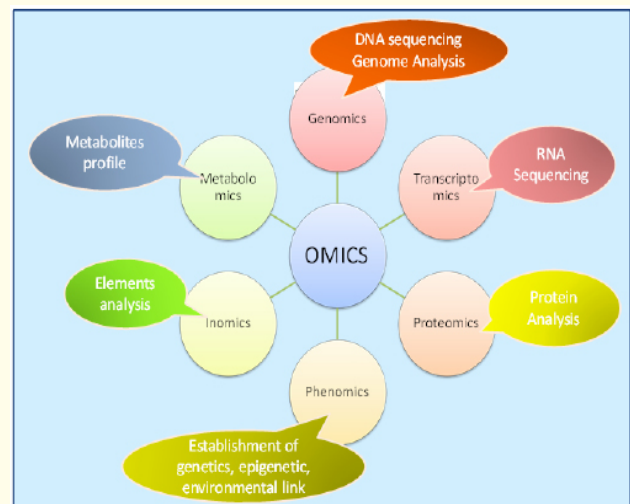 DNA sequencing
Genome Analysis
Genomics
Metabolites
profile
Metabolo
mics
Transcripto
mics
RNA
Sequencing
OMICS
Elements
analysis
Inomics
Proteomics
Protein
Analysis
Phenomics
Establishment of
genetics, epigenetic,
environmental link